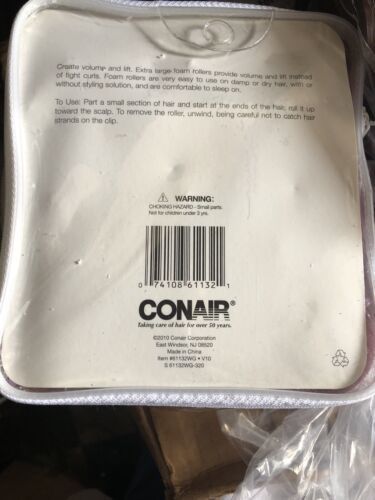 Create volume and lift. Extra large foam rollers provide volume and lift instead
of tight curls. Foam rollers are very easy to use on damp or dry hair, with or
without styling solution, and are comfortable to sleep on.
To Use: Part a small section of hair and start at the ends of the hair, roll it up
toward the scalp. To remove the roller, unwind, being careful not to catch hair
strands on the clip.
WARNING:
CHOKING HAZARD - Small parts.
Not for children under 3 yrs.
0 74108 61132 1
CONAIR®
Taking care of hair for over 50 years.
©2010 Conair Corporation
East Windsor, NJ 08520
Made in China
Item #61132WG • V10
S 61132WG-320